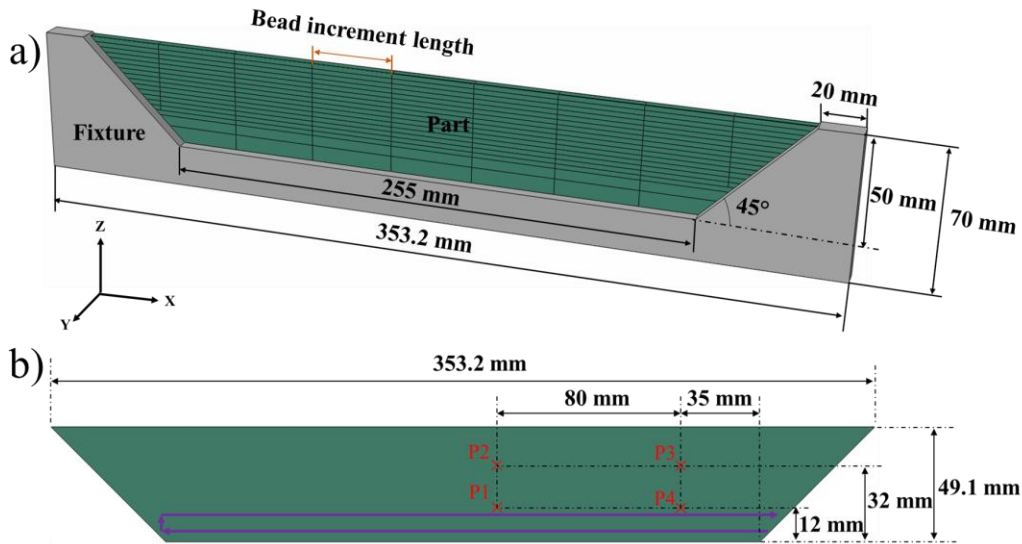 a)
Bead increment length
20 mm
Fixture
Part
255 mm
45°
50 mm
70 mm
353.2 mm
Z
X
Y
b)
353.2 mm
80 mm
35 mm
P2
P3
P1
P4
49.1 mm
32 mm
12 mm